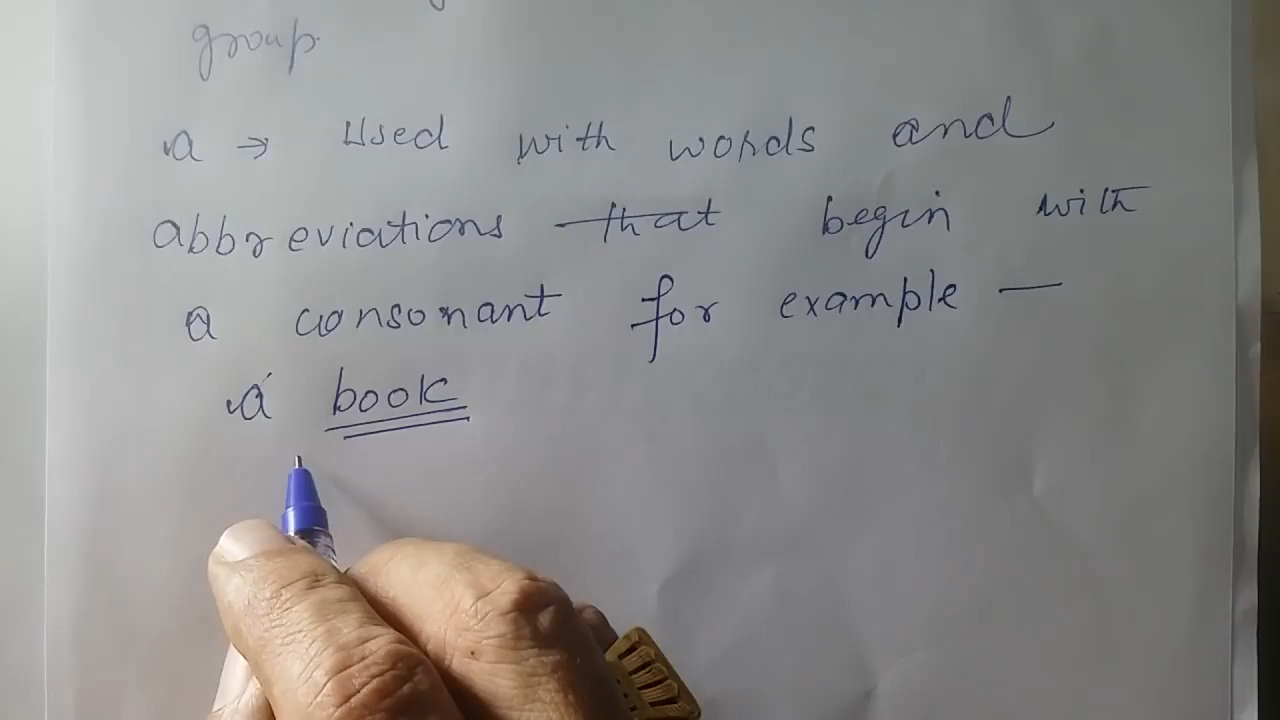 group.
a → Used with words and
abbreviations that begin with
a consonant for example —
a book